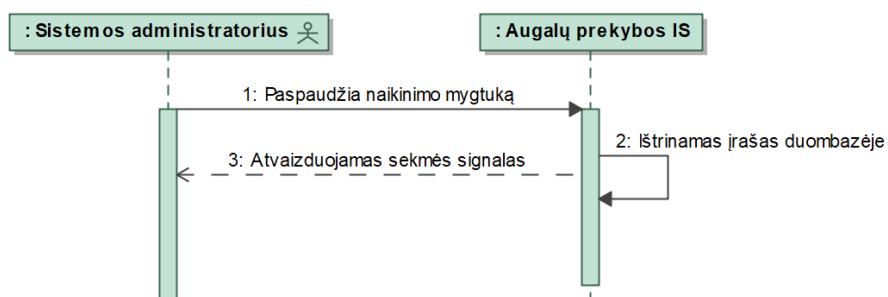 : Sistemos administratorius
: Augalų prekybos IS
1: Paspaudžia naikinimo mygtuką
2: Ištrinamas įrašas duombazėje
3: Atvaizduojamas sekmės signalas